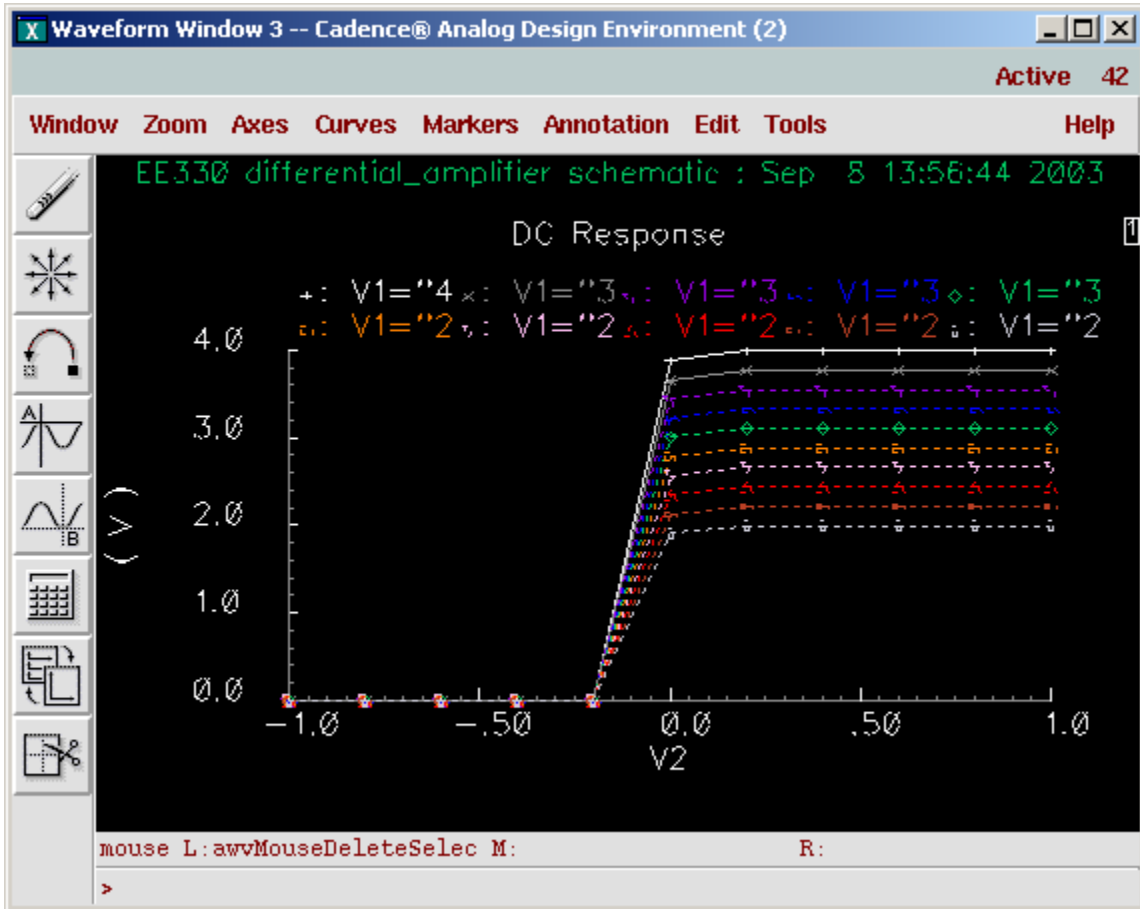 X Waveform Window 3 -- Cadence® Analog Design Environment (2)
Active 42
Window Zoom Axes Curves Markers Annotation Edit Tools Help
EE330 differential_amplifier schematic : Sep 8 13:56:44 2003
DC Response
1
+: V1="4 ×: V1="3 : V1="3 : V1="3 ◇: V1="3
: V1="2 : V1="2 : V1="2 : V1="2 : V1="2
4.0
3.0
2.0
1.0
0.0
(V)
-1.0 -.50 0.0 .50 1.0
V2
A
B
mouse L:awvMouseDeleteSelec M: R:
>